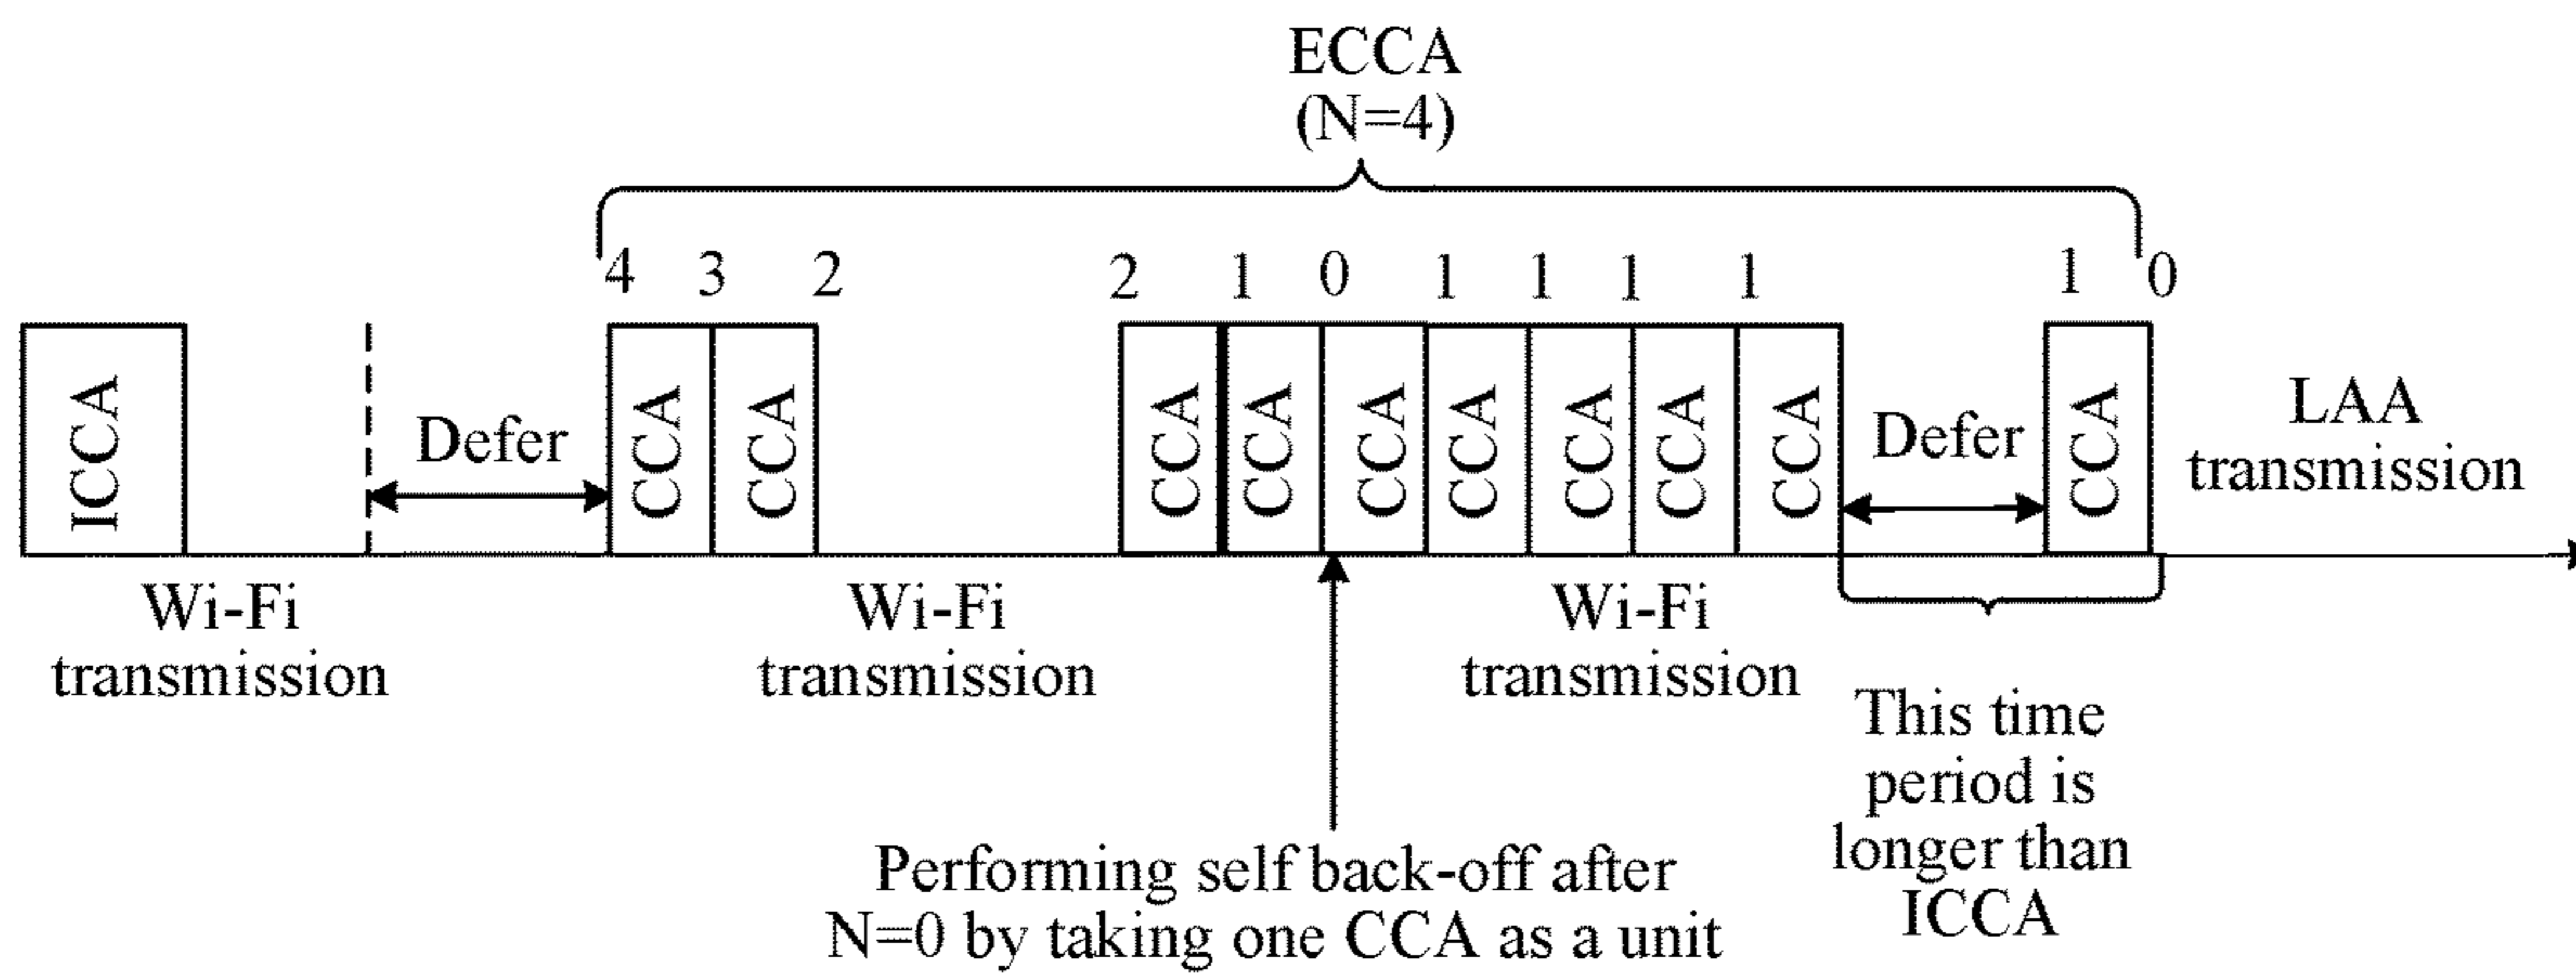 ECCA
(N=4)
4 3 2 2 1 0 1 1 1 1 1 0
ICCA
Defer
CCA
CCA
CCA
CCA
CCA
CCA
CCA
CCA
CCA
Defer
CCA
LAA
transmission
Wi-Fi
transmission
Wi-Fi
transmission
Wi-Fi
transmission
This time
period is
longer than
ICCA
Performing self back-off after
N=0 by taking one CCA as a unit